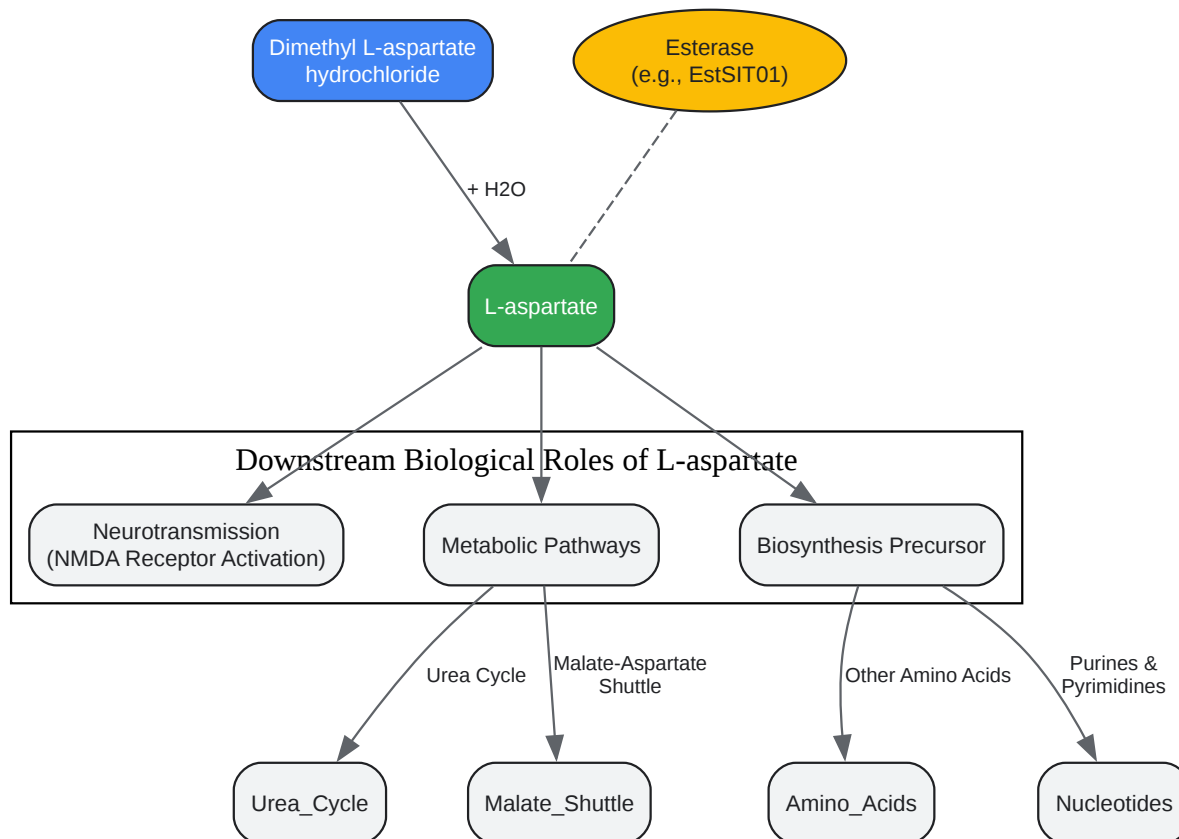 Dimethyl L-aspartate
hydrochloride
Esterase
(e.g., EstSIT01)
+ H2O
L-aspartate
Downstream Biological Roles of L-aspartate
Neurotransmission
(NMDA Receptor Activation)
Metabolic Pathways
Biosynthesis Precursor
Urea Cycle
Malate-Aspartate
Shuttle
Other Amino Acids
Purines &
Pyrimidines
Urea_Cycle
Malate_Shuttle
Amino_Acids
Nucleotides